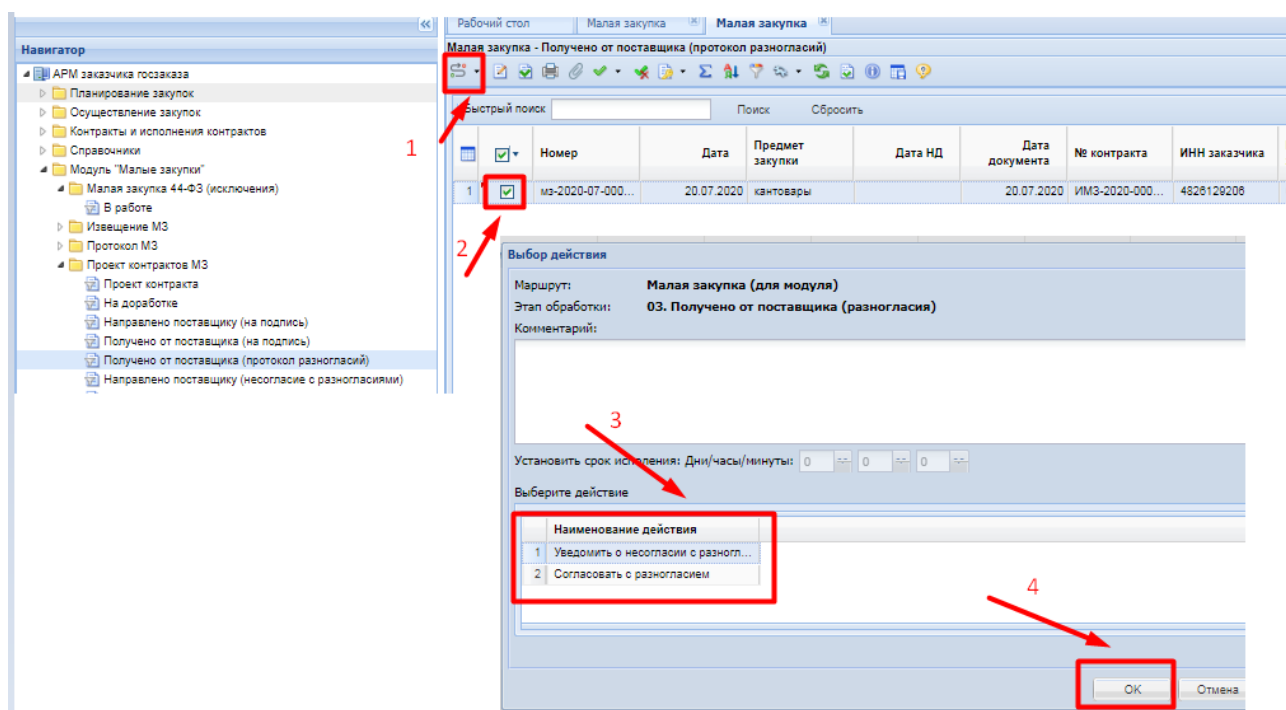 Рабочий стол
Малая закупка
Малая закупка
Навигатор
АРМ заказчика госзаказа
Планирование закупок
Осуществление закупок
Контракты и исполнения контрактов
Справочники
Модуль "Малые закупки"
Малая закупка 44-ФЗ (исключения)
В работе
Извещение МЗ
Протокол МЗ
Проект контрактов МЗ
Проект контракта
На доработке
Направлено поставщику (на подпись)
Получено от поставщика (на подпись)
Получено от поставщика (протокол разногласий)
Направлено поставщику (несогласие с разногласиями)
Малая закупка - Получено от поставщика (протокол разногласий)
Быстрый поиск Поиск Сбросить
1
Номер Дата Предмет закупки Дата НД Дата документа № контракта ИНН заказчика
1 мз-2020-07-000... 20.07.2020 кантовары 20.07.2020 ИМЗ-2020-000... 4826129206
2
Выбор действия
Маршрут: Малая закупка (для модуля)
Этап обработки: 03. Получено от поставщика (разногласия)
Комментарий:
3
Установить срок исполения: Дни/часы/минуты: 0 0 0
Выберите действие
Наименование действия
1 Уведомить о несогласии с разногл...
2 Согласовать с разногласием
4
OK Отмена